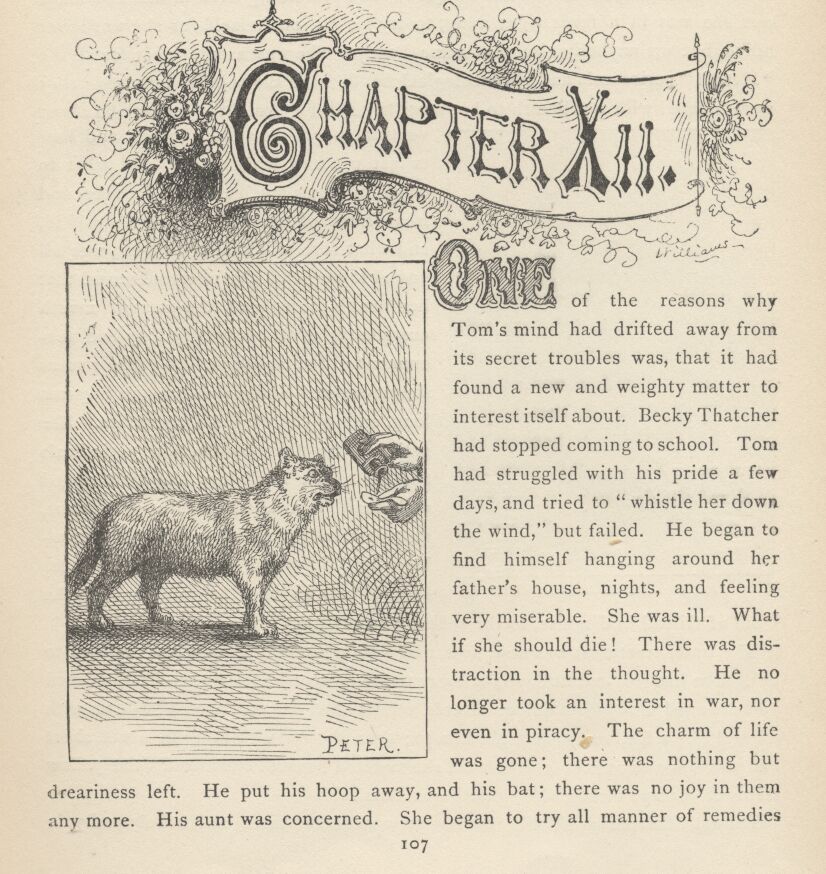 CHAPTER XII.
Williams
ONE of the reasons why
Tom's mind had drifted away from
its secret troubles was, that it had
found a new and weighty matter to
interest itself about. Becky Thatcher
had stopped coming to school. Tom
had struggled with his pride a few
days, and tried to “ whistle her down
the wind,” but failed. He began to
find himself hanging around her
father's house, nights, and feeling
very miserable. She was ill. What
if she should die! There was dis-
traction in the thought. He no
longer took an interest in war, nor
even in piracy. The charm of life
was gone; there was nothing but
PETER.
dreariness left. He put his hoop away, and his bat; there was no joy in them
any more. His aunt was concerned. She began to try all manner of remedies
107